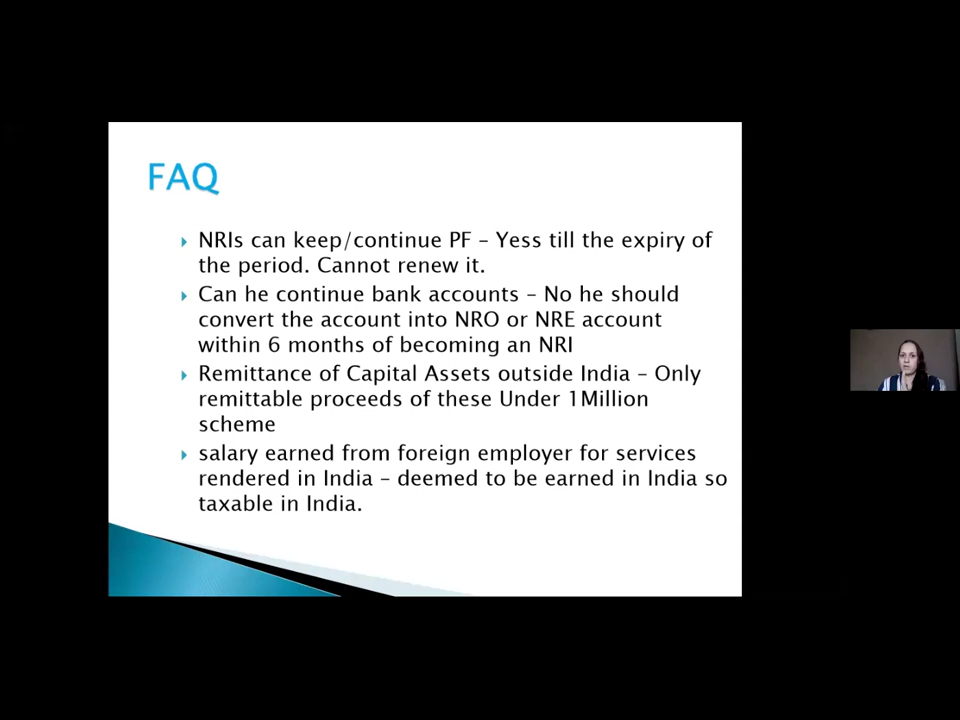 FAQ
NRIs can keep/continue PF – Yess till the expiry of
the period. Cannot renew it.
Can he continue bank accounts – No he should
convert the account into NRO or NRE account
within 6 months of becoming an NRI
Remittance of Capital Assets outside India – Only
remittable proceeds of these Under 1Million
scheme
salary earned from foreign employer for services
rendered in India – deemed to be earned in India so
taxable in India.